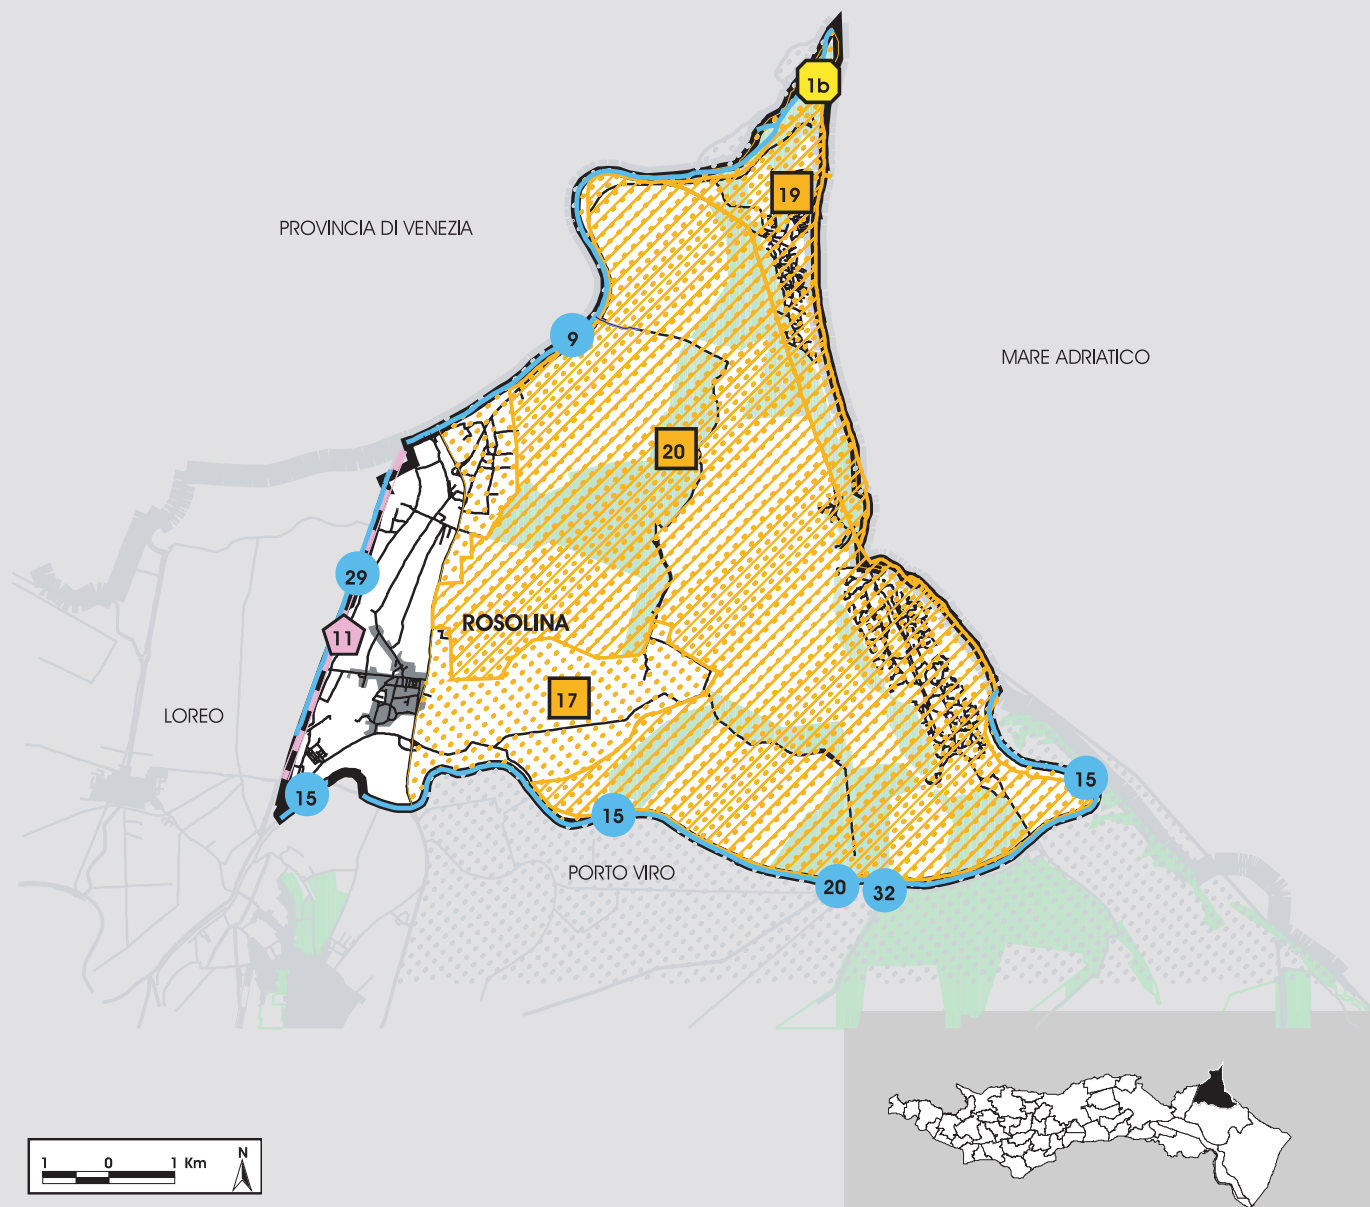 1b
19
PROVINCIA DI VENEZIA
9
MARE ADRIATICO
20
29
ROSOLINA
11
17
LOREO
15
15
15
PORTO VIRO
20
32
1 0 1 Km
N